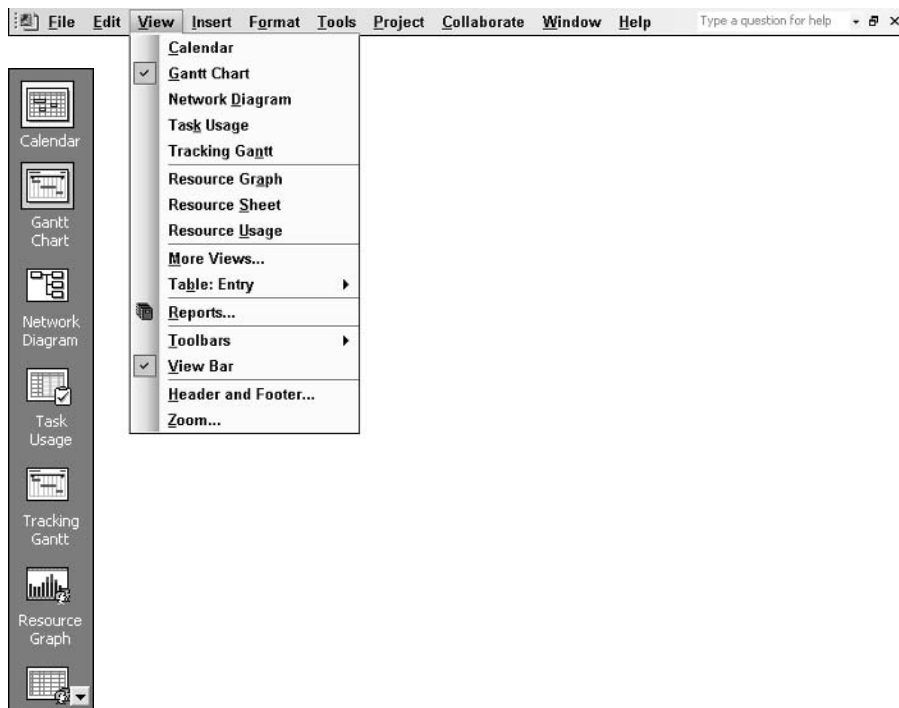 File Edit View Insert Format Tools Project Collaborate Window Help Type a question for help
Calendar
Gantt Chart
Network Diagram
Task Usage
Tracking Gantt
Resource Graph
Resource Sheet
Resource Usage
More Views...
Table: Entry
Reports...
Toolbars
View Bar
Header and Footer...
Zoom...
Calendar
Gantt
Chart
Network
Diagram
Task
Usage
Tracking
Gantt
Resource
Graph